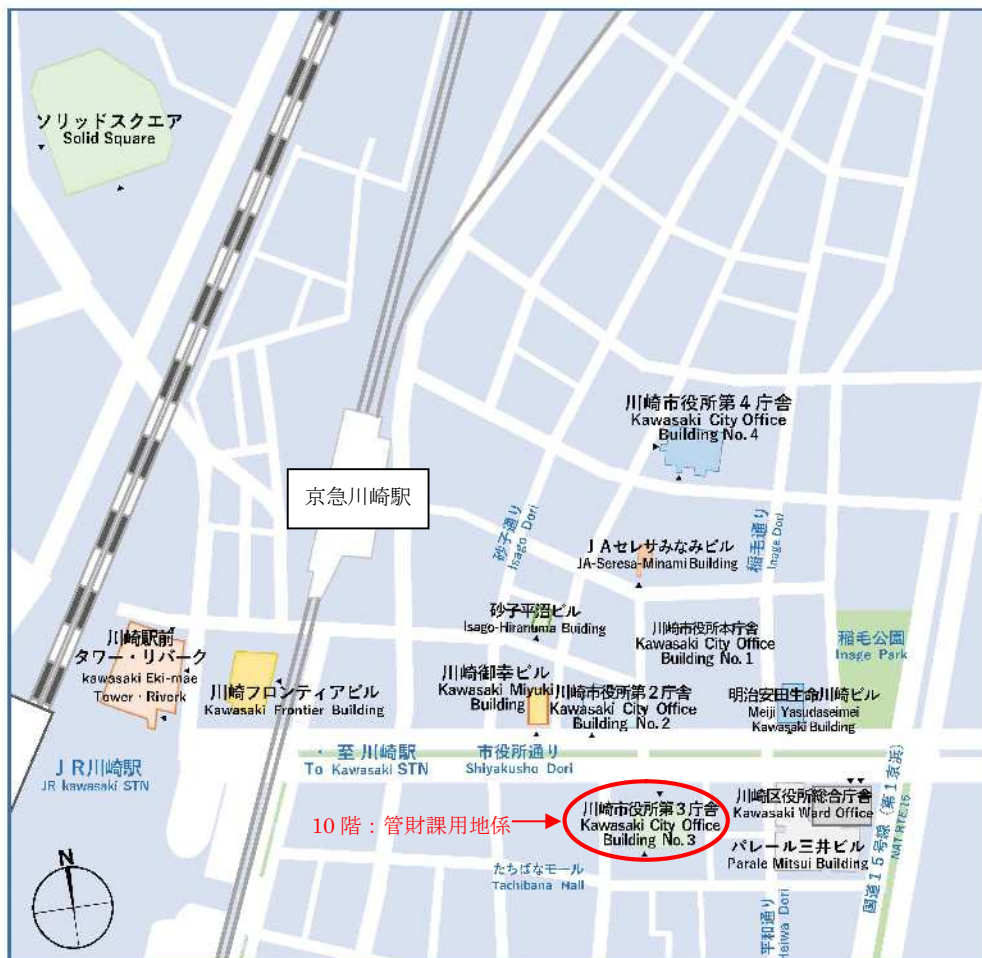 ソリッドスクエア
Solid Square
川崎市役所第4庁舎
Kawasaki City Office
Building No. 4
京急川崎駅
砂子通り
Isago Dori
稲毛通り
Inage Dori
JAセレサみなみビル
JA-Seresa-Minami Building
砂子平沼ビル
Isago-Hiranuma Buiding
川崎市役所本庁舎
Kawasaki City Office
Building No. 1
稲毛公園
Inage Park
川崎駅前
タワー・リバーク
kawasaki Eki-mae
Tower・Riverk
川崎フロンティアビル
Kawasaki Frontier Building
川崎御幸ビル
Kawasaki Miyuki
Building
川崎市役所第2庁舎
Kawasaki City Office
Building No. 2
明治安田生命川崎ビル
Meiji Yasudaseimei
Kawasaki Building
JR川崎駅
JR kawasaki STN
至川崎駅
To Kawasaki STN
市役所通り
Shiyakusho Dori
国道15号線(第1京浜)
NAT RTE.15
川崎市役所第3庁舎
Kawasaki City Office
Building No. 3
10階:管財課用地係
川崎区役所総合庁舎
Kawasaki Ward Office
パレール三井ビル
Parale Mitsui Building
たちばなモール
Tachibana Mall
平和通り
Heiwa Dori
N